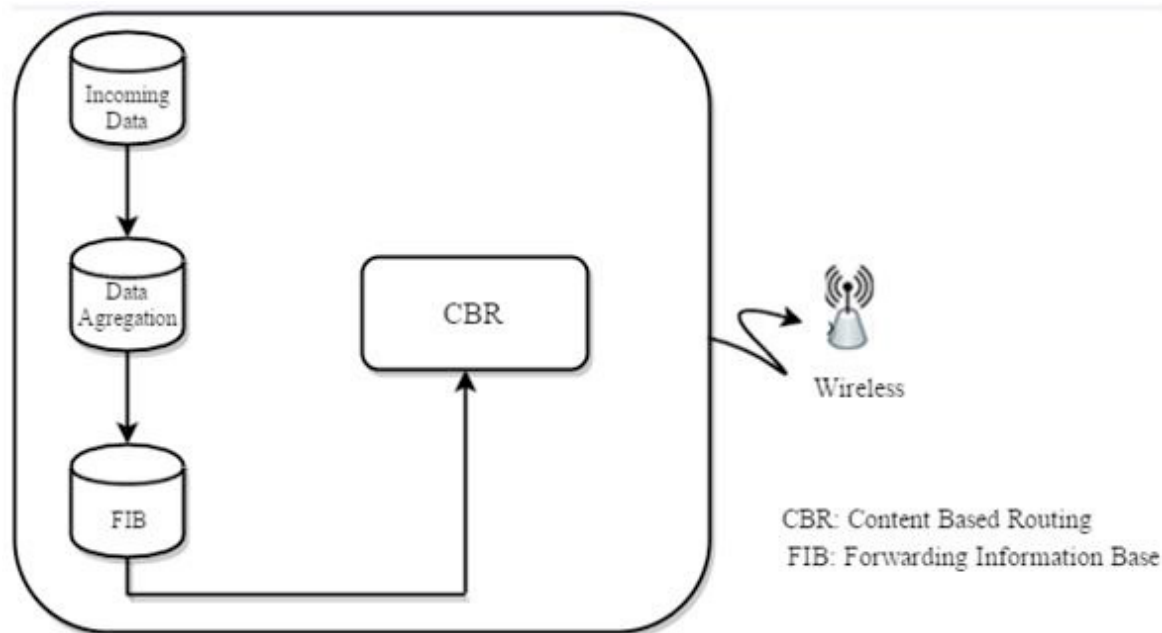 Incoming
Data
Data
Agregation
FIB
CBR
Wireless
CBR: Content Based Routing
FIB: Forwarding Information Base